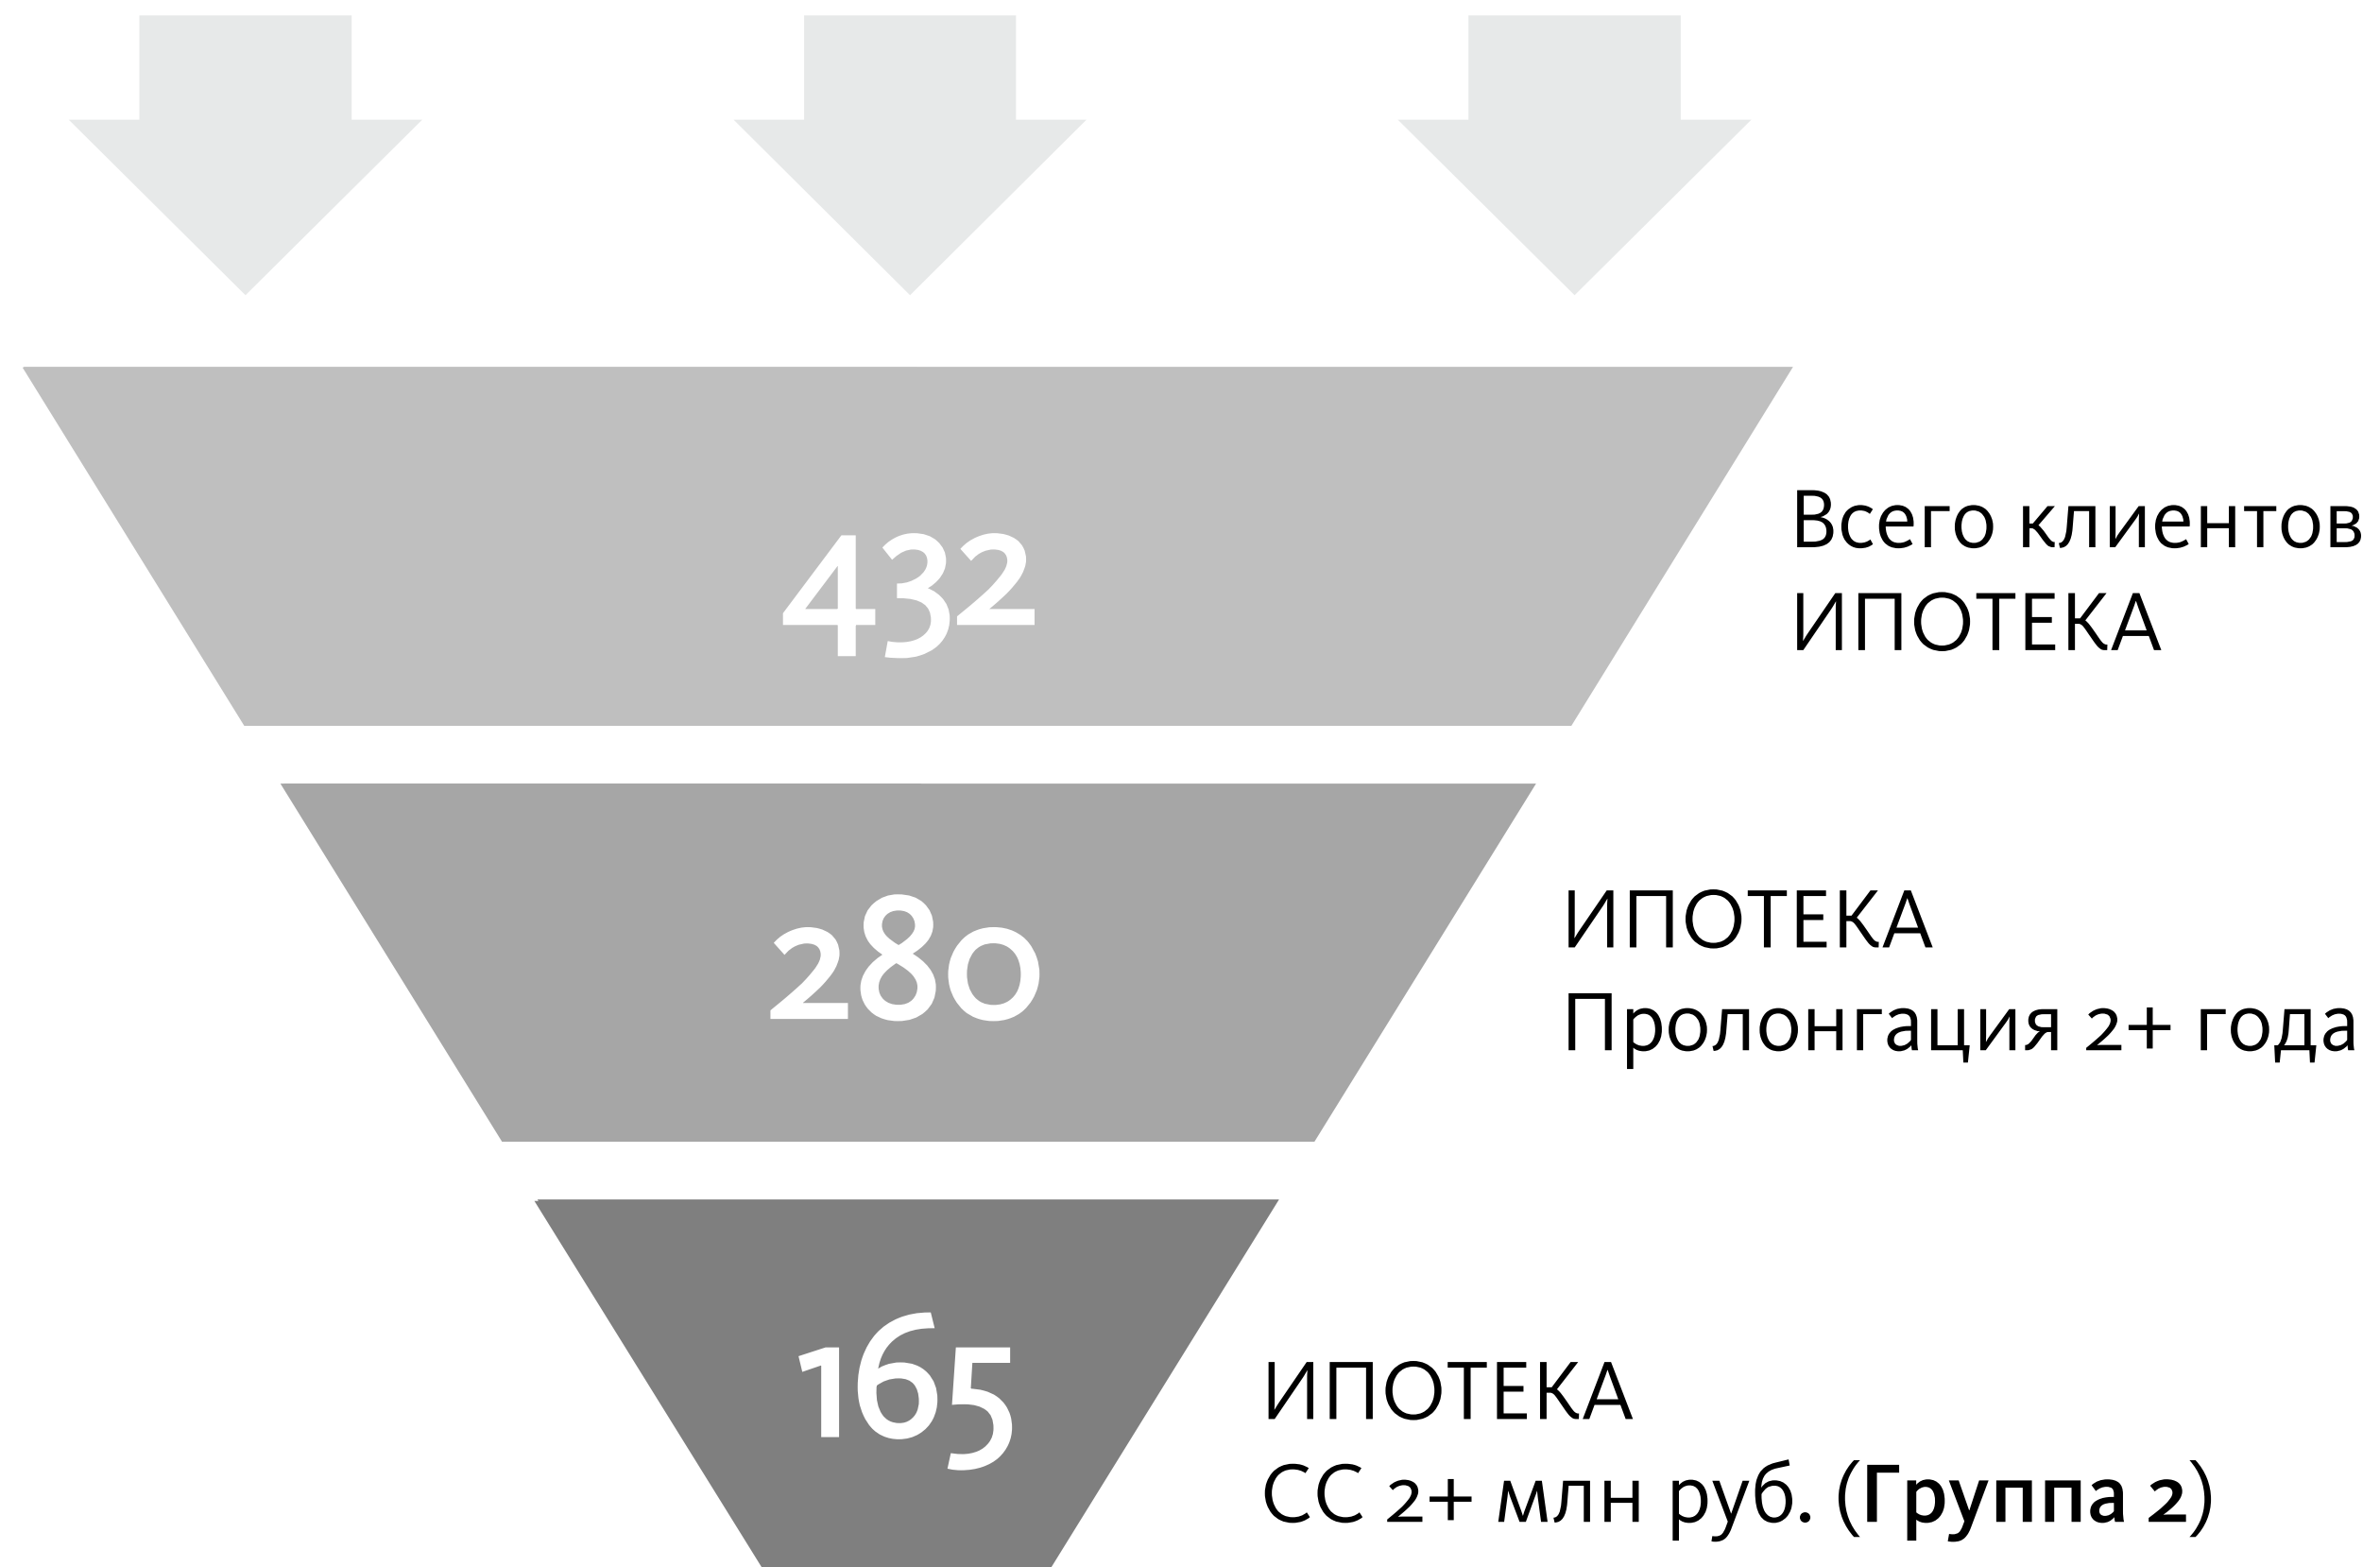 432
Всего клиентов
ИПОТЕКА
280
ИПОТЕКА
Пролонгация 2+ года
165
ИПОТЕКА
СС 2+ млн руб. (Группа 2)